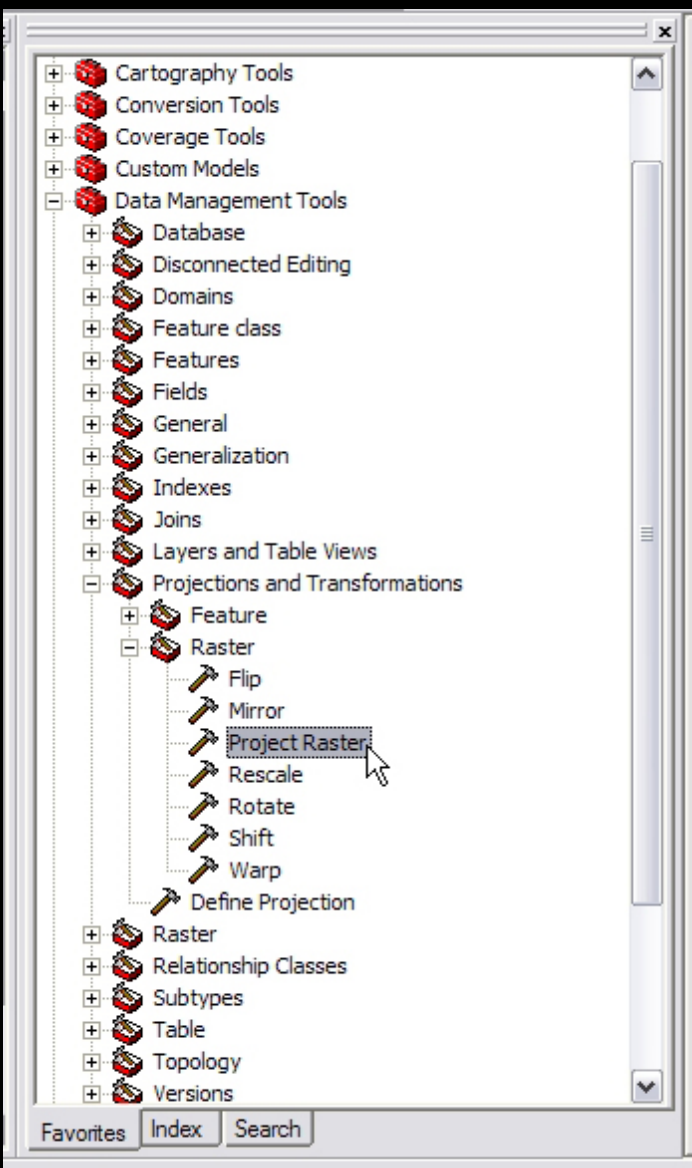 Cartography Tools
Conversion Tools
Coverage Tools
Custom Models
Data Management Tools
Database
Disconnected Editing
Domains
Feature class
Features
Fields
General
Generalization
Indexes
Joins
Layers and Table Views
Projections and Transformations
Feature
Raster
Flip
Mirror
Project Raster
Rescale
Rotate
Shift
Warp
Define Projection
Raster
Relationship Classes
Subtypes
Table
Topology
Versions
Favorites Index Search